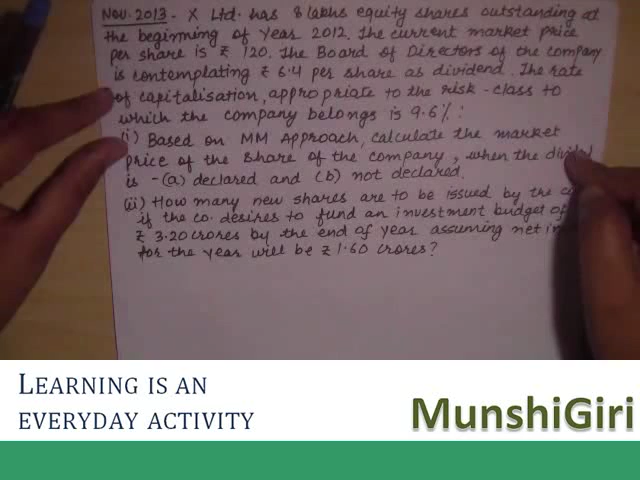 Nov. 2013 - X Ltd. has 8 lakhs equity shares outstanding at
the beginning of year 2012. The current market price
per share is ₹ 120. The Board of Directors of the company
is contemplating ₹ 6.4 per share as dividend. The rate
of capitalisation, appropriate to the risk-class to
which the company belongs is 9.6%:
(i) Based on MM Approach, calculate the market
price of the share of the company, when the
is - (a) declared and (b) not declared.
(ii) How many new shares are to be issued by the
if the co. desires to fund an investment budget of
₹ 3.20 crores by the end of year assuming net
for the year will be ₹ 1.60 crores?
LEARNING IS AN
EVERYDAY ACTIVITY
MunshiGiri